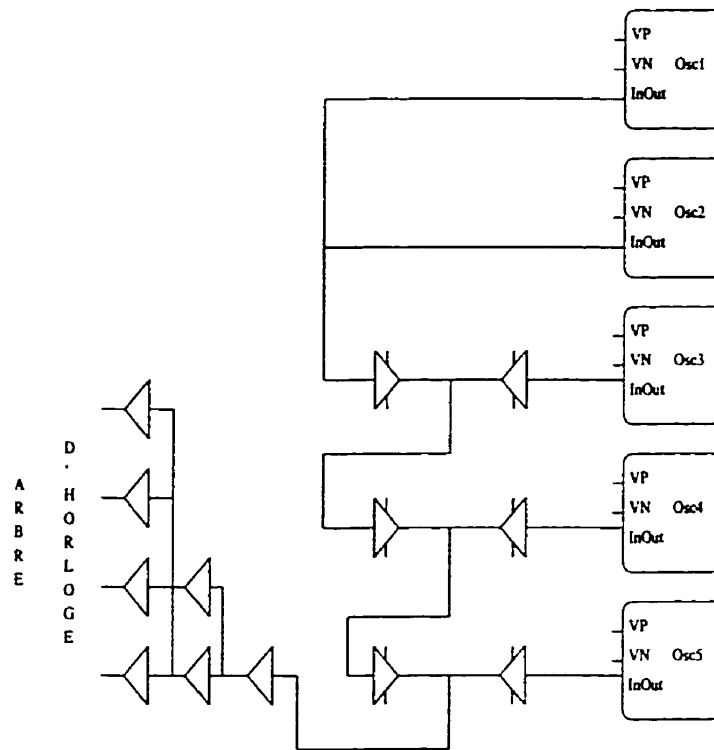 VP
VN Osc1
InOut
VP
VN Osc2
InOut
VP
VN Osc3
InOut
VP
VN Osc4
InOut
VP
VN Osc5
InOut
ARBRE
D'HORLOGE